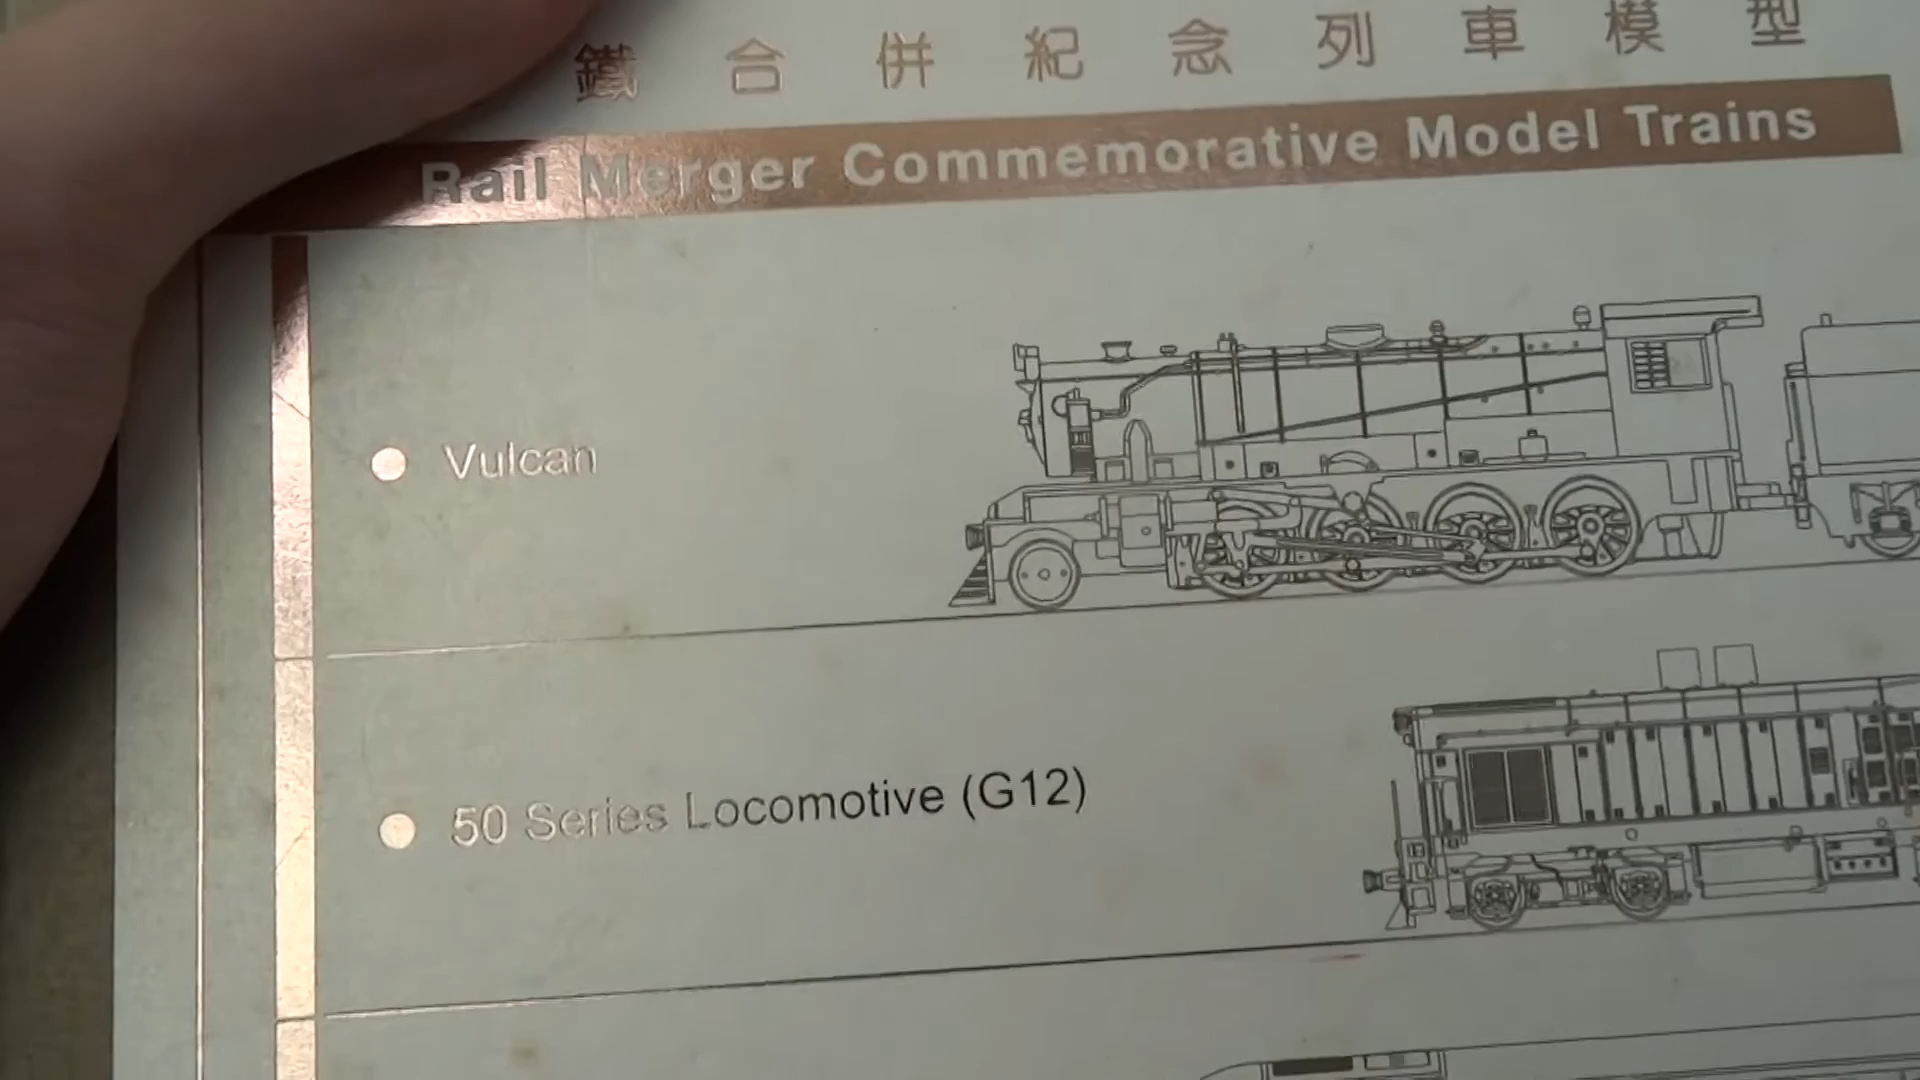 鐵合併紀念列車模型
Rail Merger Commemorative Model Trains
Vulcan
50 Series Locomotive (G12)